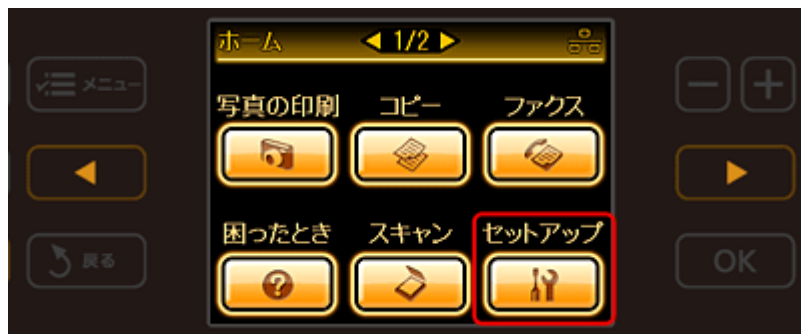 ホーム ◀ 1/2 ▶
メニュー
写真の印刷 コピー ファクス
困ったとき スキャン セットアップ
戻る OK